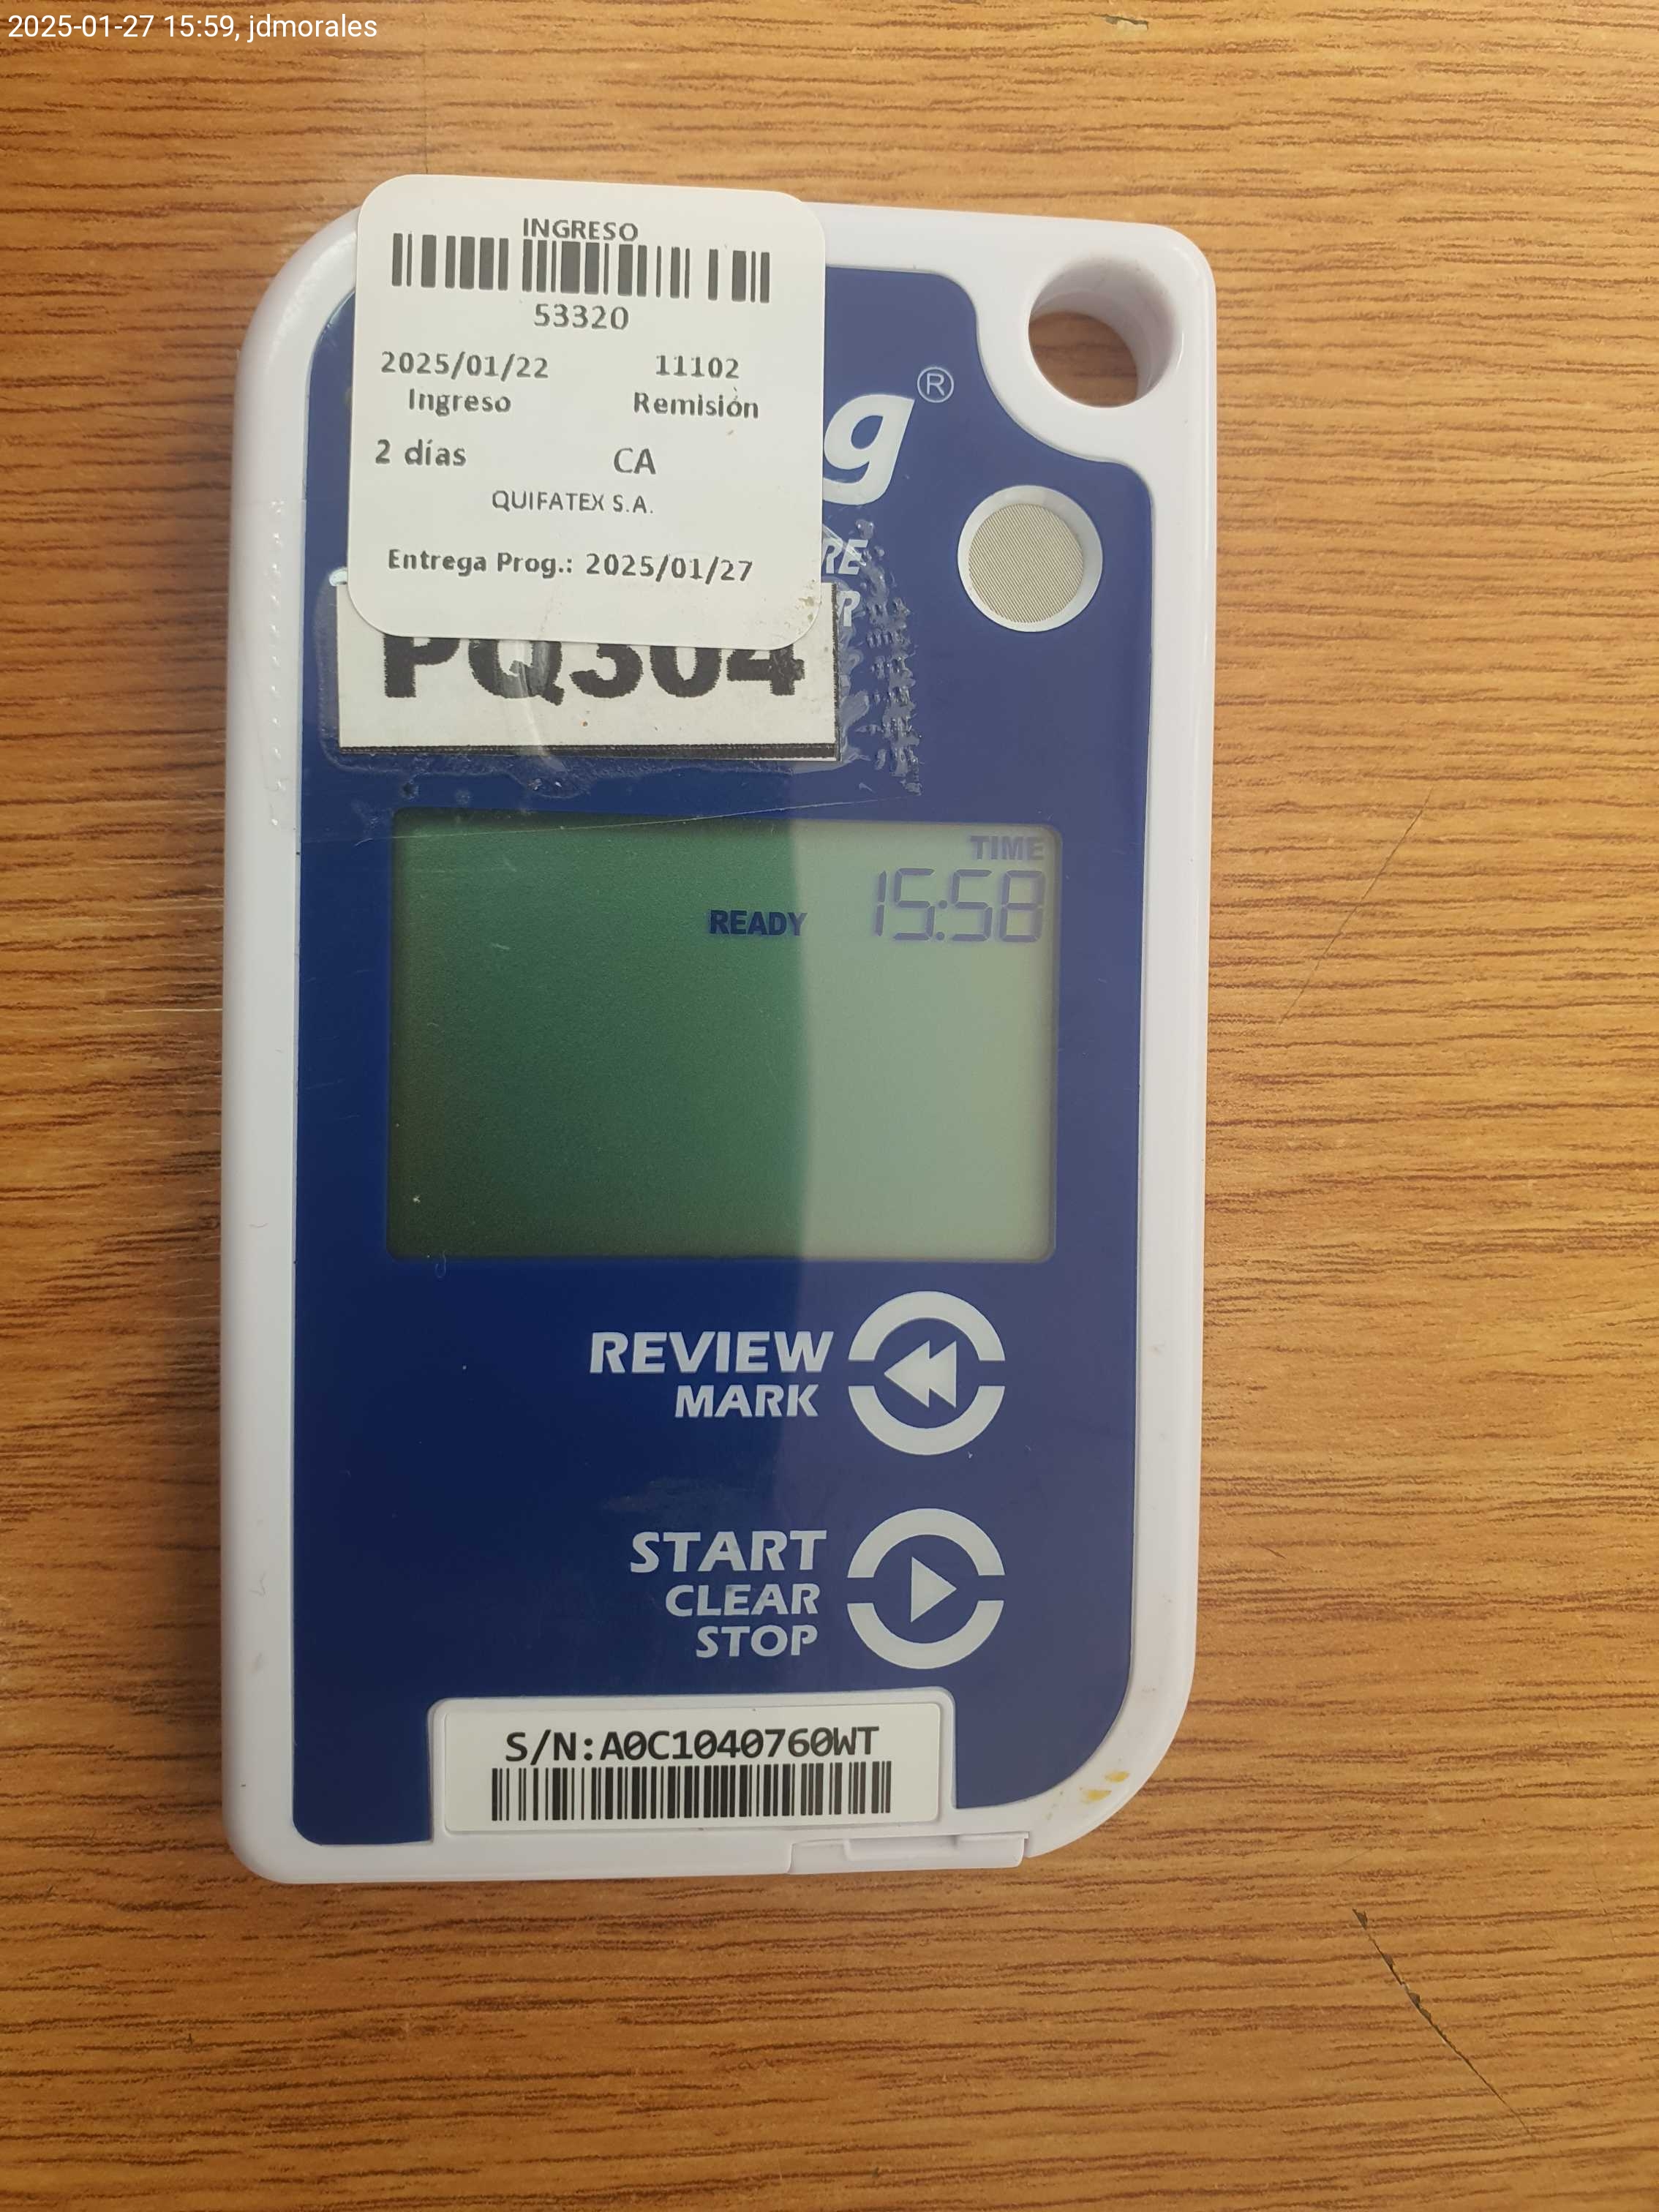 2025-01-27 15:59, jdmorales
INGRESO
53320
2025/01/22 11102
Ingreso Remisión
2 días CA
QUIFATEX S.A.
Entrega Prog.: 2025/01/27
g®
RE
R
PQ304
TIME
READY 15:58
REVIEW
MARK
START
CLEAR
STOP
S/N:A0C1040760WT